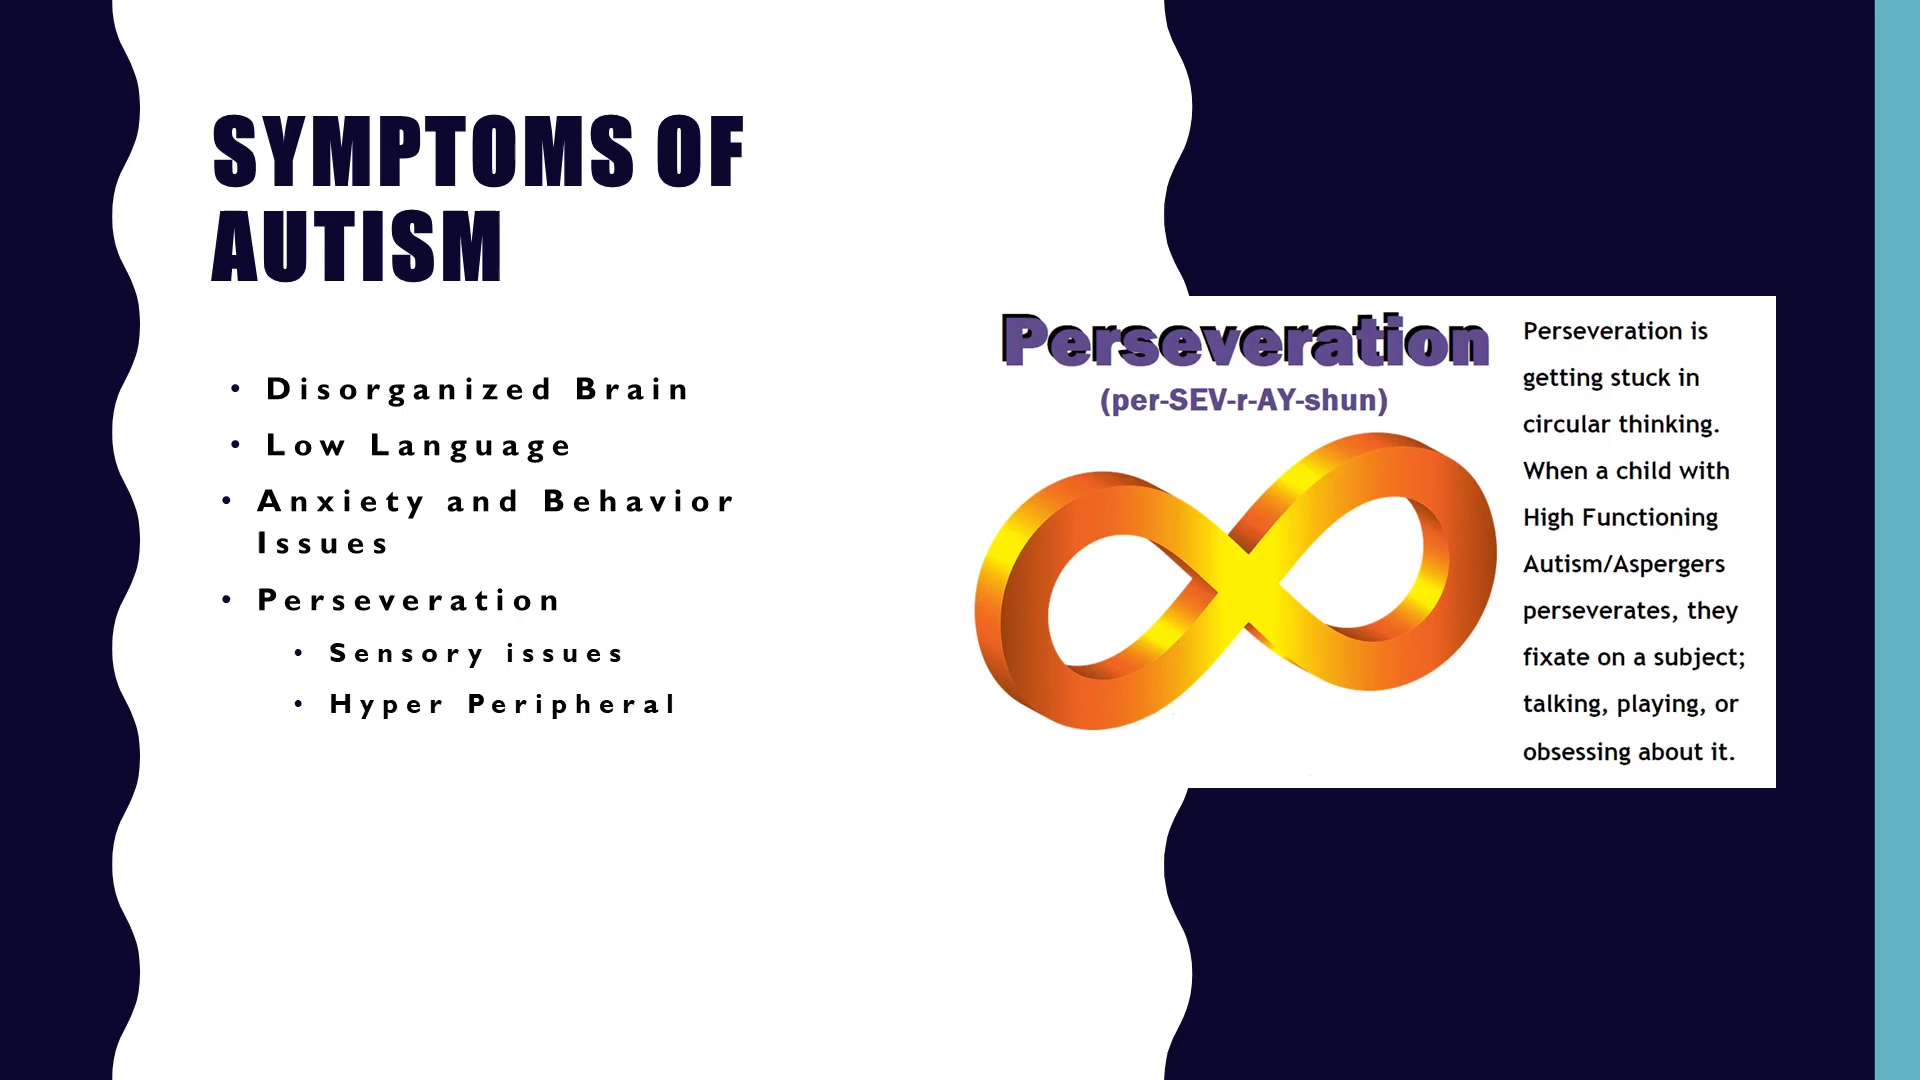 SYMPTOMS OF
AUTISM
• Disorganized Brain
• Low Language
• Anxiety and Behavior
Issues
• Perseveration
• Sensory issues
• Hyper Peripheral
Perseveration
(per-SEV-r-AY-shun)
Perseveration is
getting stuck in
circular thinking.
When a child with
High Functioning
Autism/Aspergers
perseverates, they
fixate on a subject;
talking, playing, or
obsessing about it.